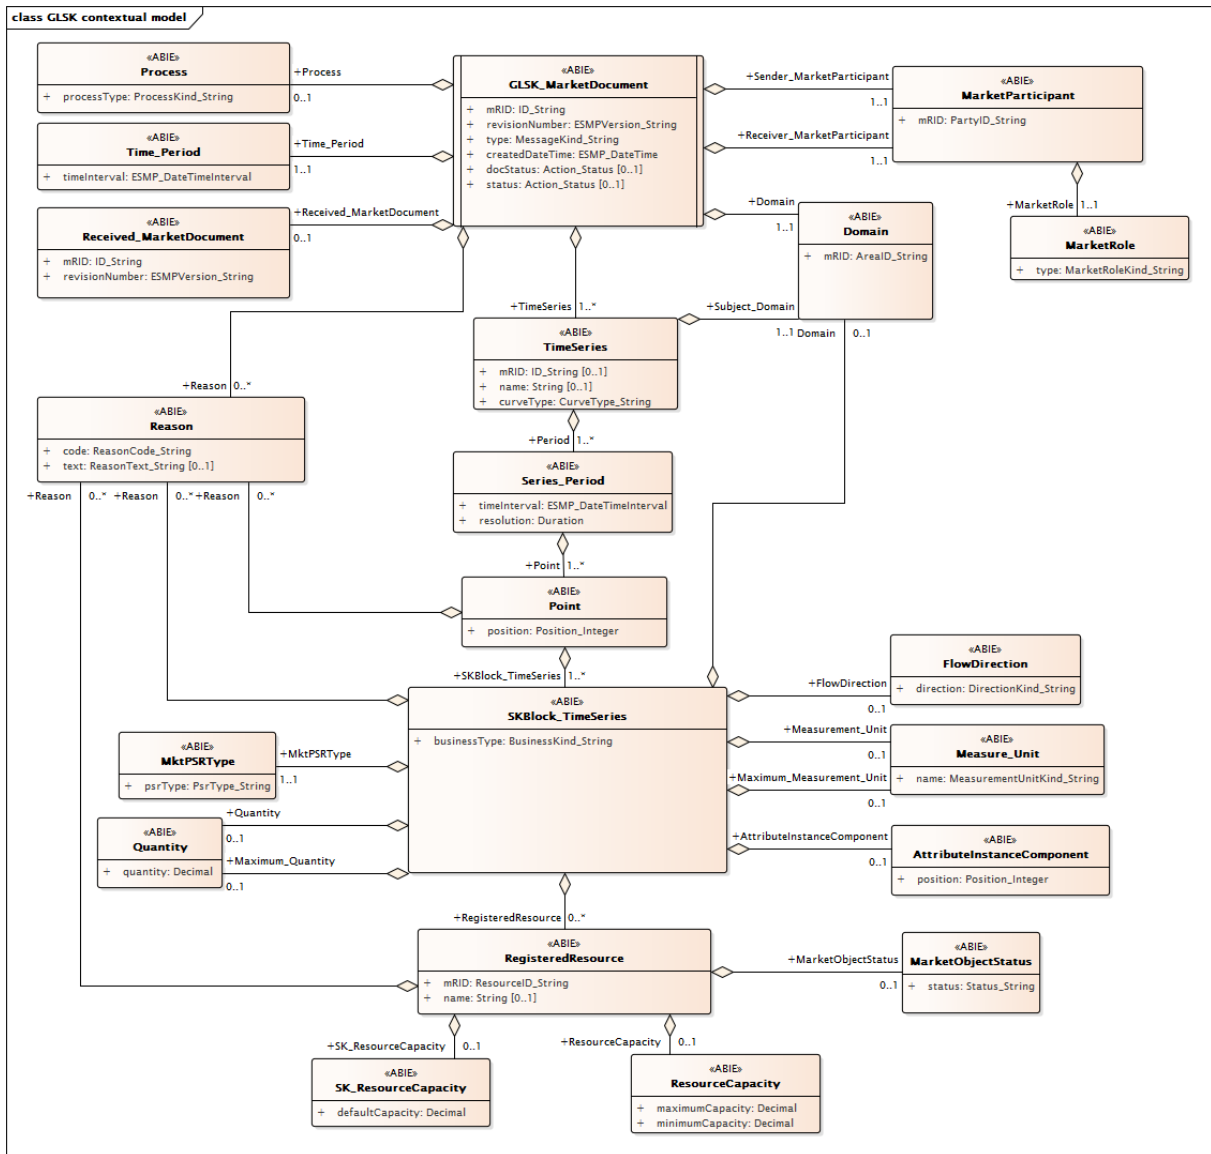 class GLSK contextual model
«ABIE»
Process
+ processType: ProcessKind_String
+Process
0..1
«ABIE»
GLSK_MarketDocument
+ mRID: ID_String
+ revisionNumber: ESMPVersion_String
+ type: MessageKind_String
+ createdDateTime: ESMP_DateTime
+ docStatus: Action_Status [0..1]
+ status: Action_Status [0..1]
+Sender_MarketParticipant
1..1
+Receiver_MarketParticipant
1..1
«ABIE»
MarketParticipant
+ mRID: PartyID_String
«ABIE»
Time_Period
+ timeInterval: ESMP_DateTimeInterval
+Time_Period
1..1
«ABIE»
Received_MarketDocument
+ mRID: ID_String
+ revisionNumber: ESMPVersion_String
+Received_MarketDocument
0..1
+Domain
1..1
«ABIE»
Domain
+ mRID: AreaID_String
+MarketRole 1..1
«ABIE»
MarketRole
+ type: MarketRoleKind_String
+TimeSeries 1..*
+Subject_Domain
1..1 Domain 0..1
«ABIE»
TimeSeries
+ mRID: ID_String [0..1]
+ name: String [0..1]
+ curveType: CurveType_String
+Reason 0..*
«ABIE»
Reason
+ code: ReasonCode_String
+ text: ReasonText_String [0..1]
+Reason 0..* +Reason 0..* +Reason 0..*
+Period 1..*
«ABIE»
Series_Period
+ timeInterval: ESMP_DateTimeInterval
+ resolution: Duration
+Point 1..*
«ABIE»
Point
+ position: Position_Integer
+SKBlock_TimeSeries 1..*
«ABIE»
SKBlock_TimeSeries
+ businessType: BusinessKind_String
+FlowDirection
0..1
«ABIE»
FlowDirection
+ direction: DirectionKind_String
«ABIE»
MktPSRType
+ psrType: PsrType_String
+MktPSRType
1..1
+Measurement_Unit
0..1
+Maximum_Measurement_Unit
0..1
«ABIE»
Measure_Unit
+ name: MeasurementUnitKind_String
«ABIE»
Quantity
+ quantity: Decimal
+Quantity
0..1
+Maximum_Quantity
0..1
+AttributeInstanceComponent
0..1
«ABIE»
AttributeInstanceComponent
+ position: Position_Integer
+RegisteredResource 0..*
«ABIE»
RegisteredResource
+ mRID: ResourceID_String
+ name: String [0..1]
+MarketObjectStatus
0..1
«ABIE»
MarketObjectStatus
+ status: Status_String
+SK_ResourceCapacity 0..1
+ResourceCapacity 0..1
«ABIE»
SK_ResourceCapacity
+ defaultCapacity: Decimal
«ABIE»
ResourceCapacity
+ maximumCapacity: Decimal
+ minimumCapacity: Decimal